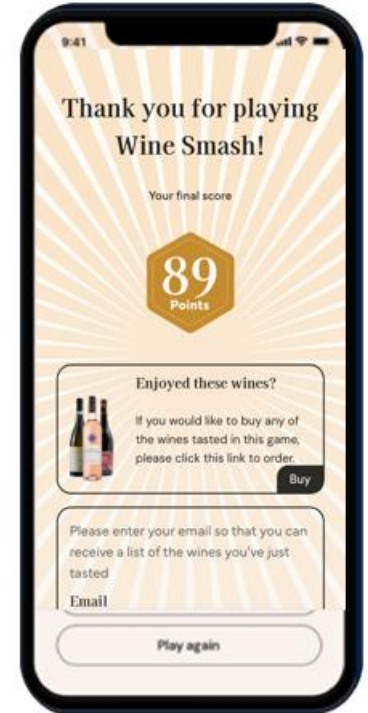 9:41
Thank you for playing
Wine Smash!
Your final score
89
Points
Enjoyed these wines?
If you would like to buy any of
the wines tasted in this game,
please click this link to order.
Buy
Please enter your email so that you can
receive a list of the wines you've just
tasted
Email
Play again